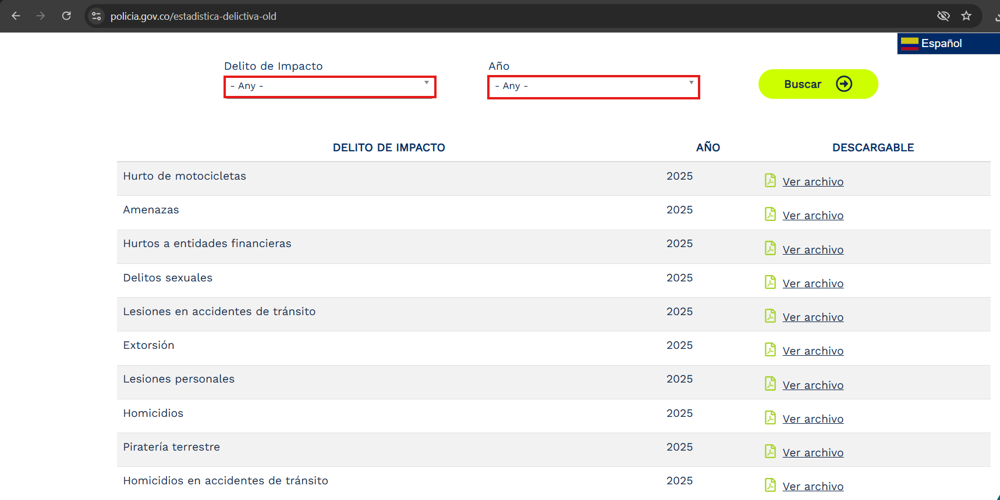 policia.gov.co/estadistica-delictiva-old
Español
Delito de Impacto Año
- Any - - Any - Buscar
DELITO DE IMPACTO AÑO DESCARGABLE
Hurto de motocicletas 2025 Ver archivo
Amenazas 2025 Ver archivo
Hurtos a entidades financieras 2025 Ver archivo
Delitos sexuales 2025 Ver archivo
Lesiones en accidentes de tránsito 2025 Ver archivo
Extorsión 2025 Ver archivo
Lesiones personales 2025 Ver archivo
Homicidios 2025 Ver archivo
Piratería terrestre 2025 Ver archivo
Homicidios en accidentes de tránsito 2025 Ver archivo